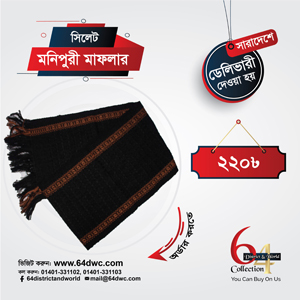 সিলেট
মনিপুরী মাফলার
সারাদেশে
ডেলিভারী
দেওয়া হয়
২২০৳
অর্ডার করতে
64
District & World
Collection
You Can Buy On Us
ভিজিট করুন: www.64dwc.com
কল করুন: 01401-331102, 01401-331103
64districtandworld mail@64dwc.com